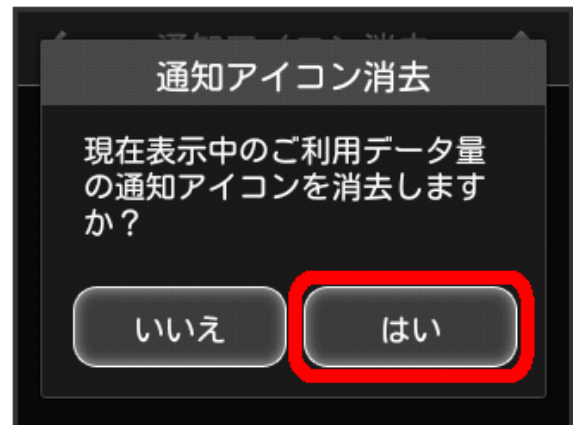 通知アイコン消去
現在表示中のご利用データ量
の通知アイコンを消去します
か？
いいえ
はい